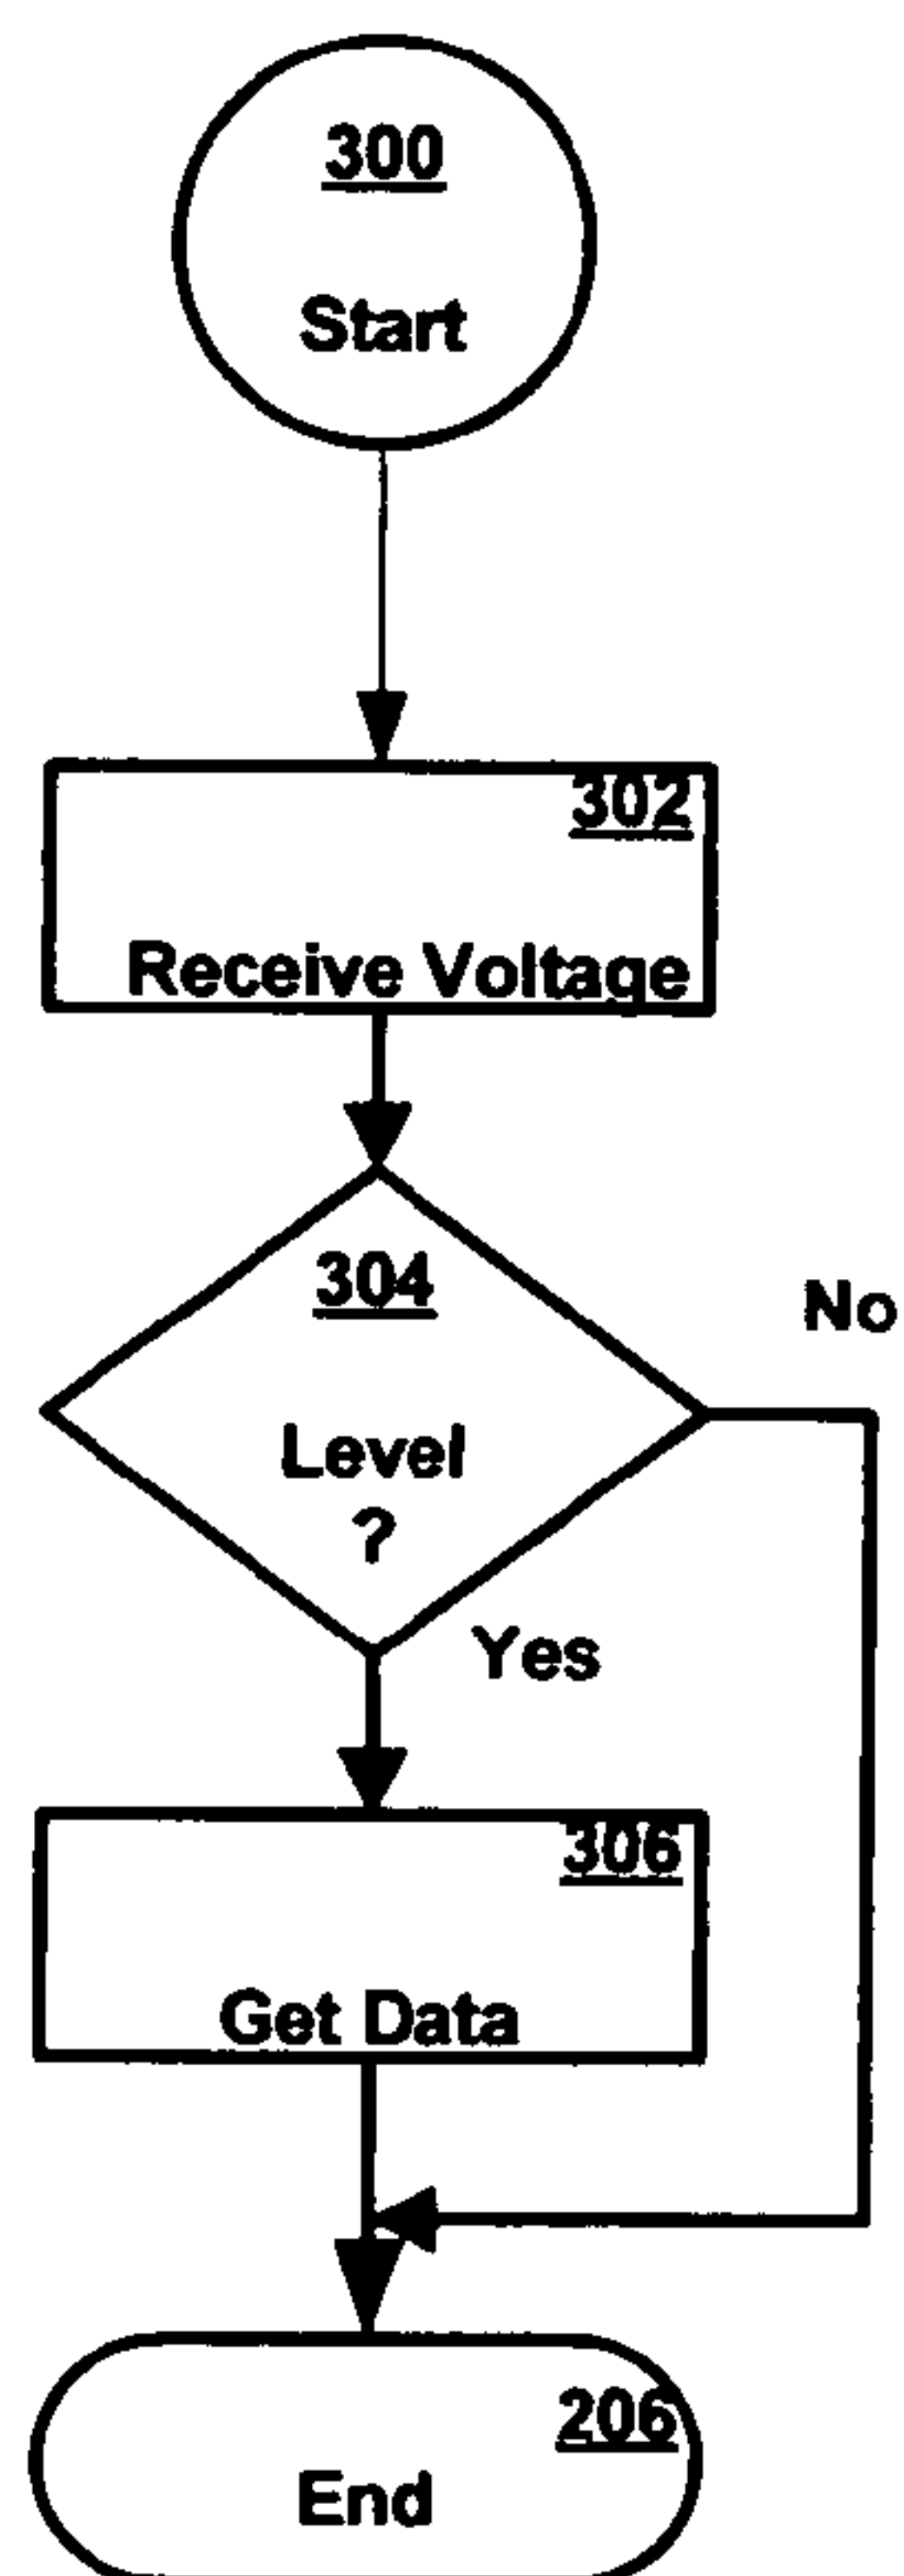 300
Start
302
Receive Voltage
304
Level
?
No
Yes
306
Get Data
206
End